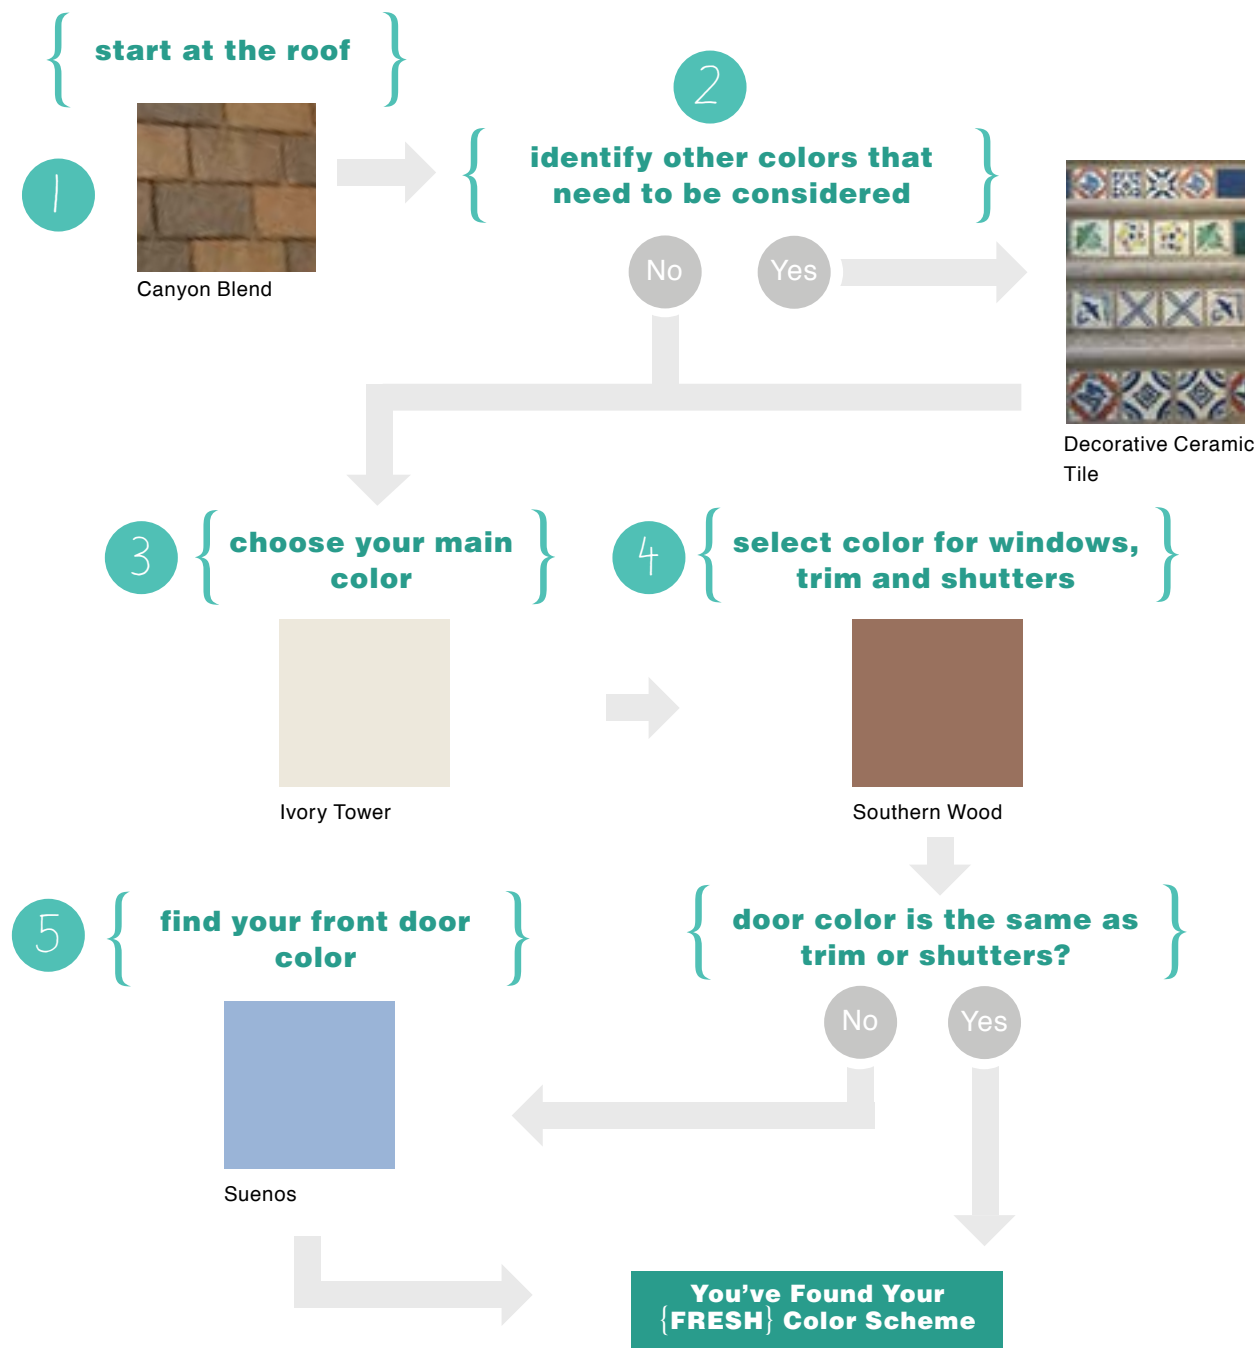 start at the roof
1
Canyon Blend
2
identify other colors that
need to be considered
No
Yes
Decorative Ceramic
Tile
3
choose your main
color
Ivory Tower
4
select color for windows,
trim and shutters
Southern Wood
door color is the same as
trim or shutters?
No
Yes
5
find your front door
color
Suenos
You’ve Found Your
{FRESH} Color Scheme